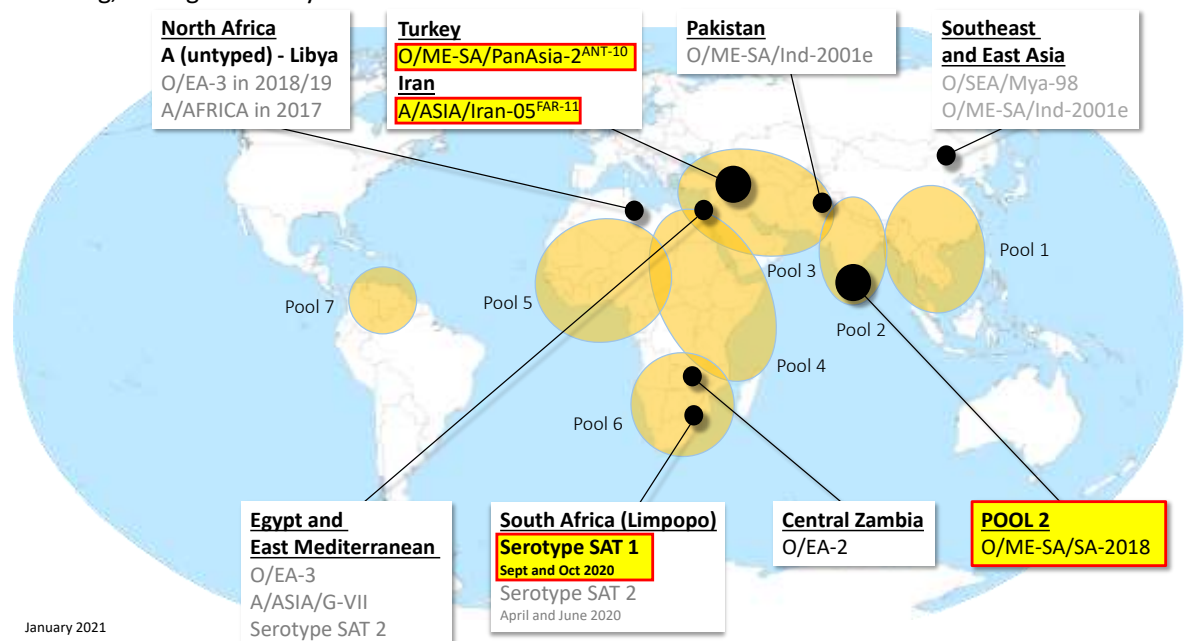 North Africa
A (untyped) - Libya
O/EA-3 in 2018/19
A/AFRICA in 2017
Turkey
O/ME-SA/PanAsia-2ANT-10
Iran
A/ASIA/Iran-05FAR-11
Pakistan
O/ME-SA/Ind-2001e
Southeast
and East Asia
O/SEA/Mya-98
O/ME-SA/Ind-2001e
Pool 1
Pool 3
Pool 5
Pool 7
Pool 2
Pool 4
Pool 6
Egypt and
East Mediterranean
O/EA-3
A/ASIA/G-VII
Serotype SAT 2
South Africa (Limpopo)
Serotype SAT 1
Sept and Oct 2020
Serotype SAT 2
April and June 2020
Central Zambia
O/EA-2
POOL 2
O/ME-SA/SA-2018
January 2021